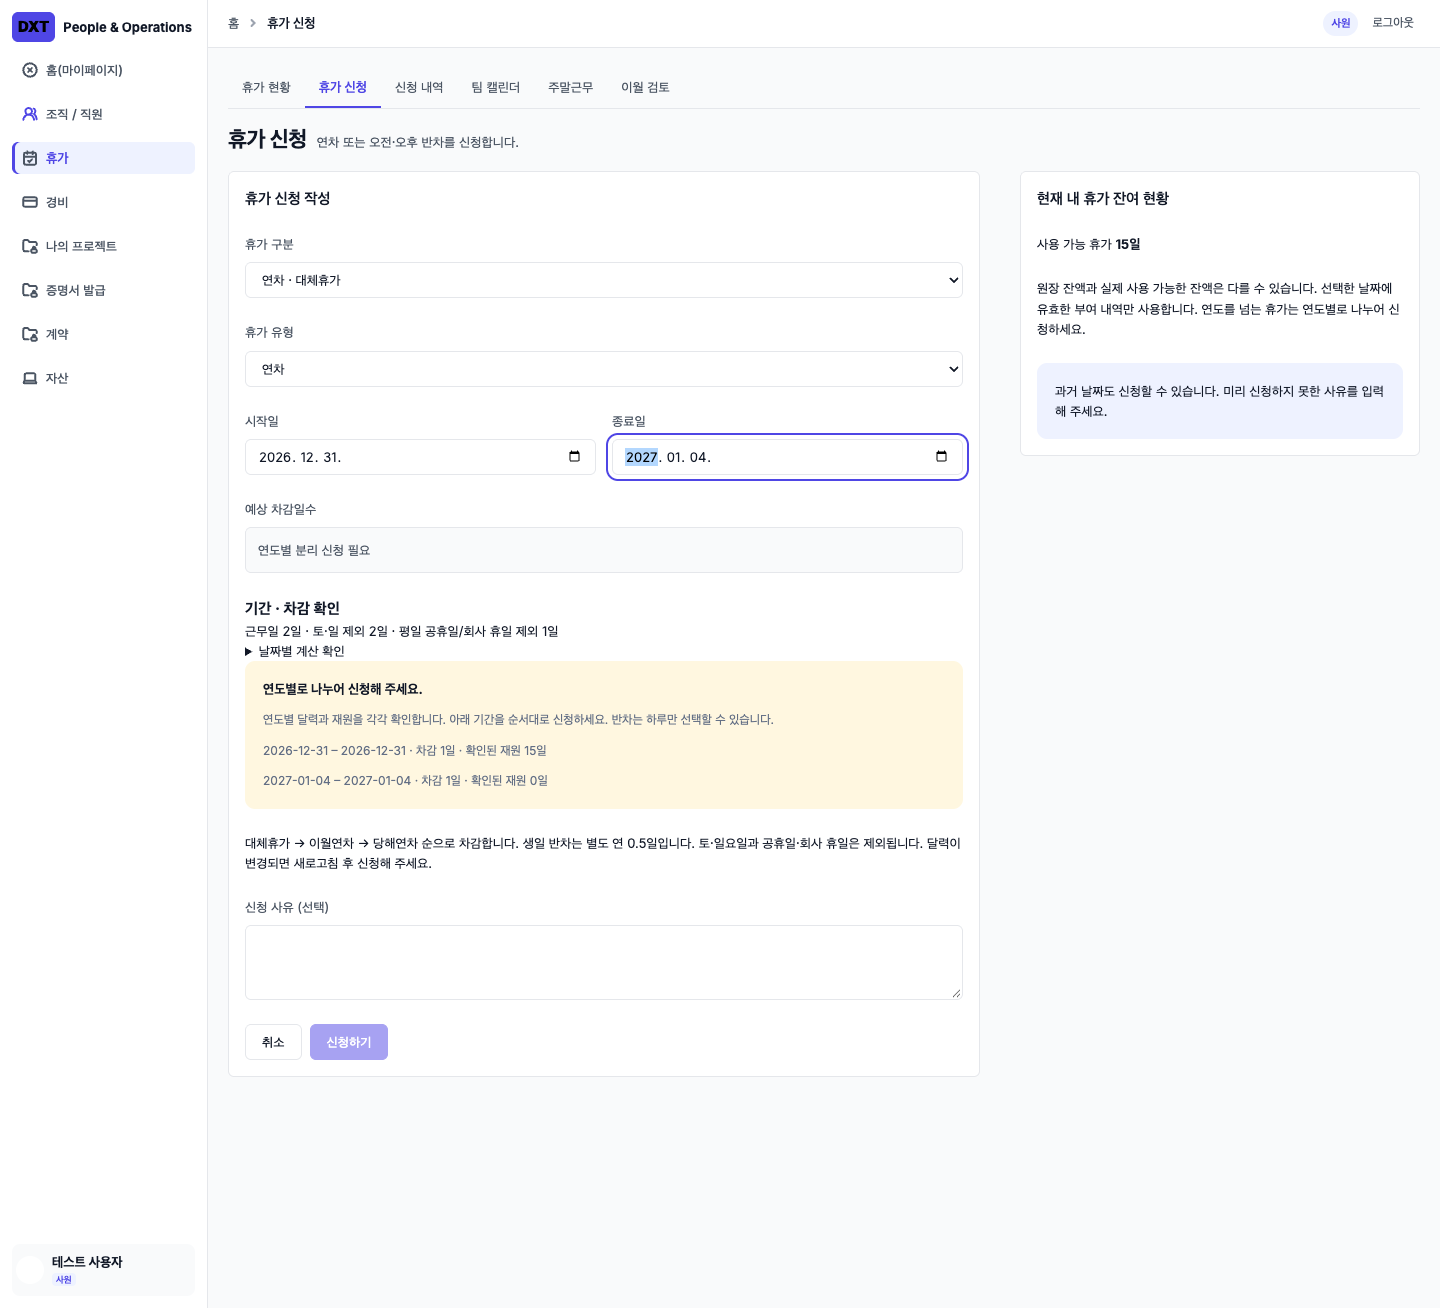 DXT People & Operations
홈(마이페이지)
조직 / 직원
휴가
경비
나의 프로젝트
증명서 발급
계약
자산
테스트 사용자
사원
홈 > 휴가 신청
사원
로그아웃
휴가 현황 휴가 신청 신청 내역 팀 캘린더 주말근무 이월 검토
휴가 신청 연차 또는 오전·오후 반차를 신청합니다.
휴가 신청 작성
휴가 구분
연차 · 대체휴가
휴가 유형
연차
시작일 종료일
2026. 12. 31. 2027. 01. 04.
예상 차감일수
연도별 분리 신청 필요
기간 · 차감 확인
근무일 2일 · 토·일 제외 2일 · 평일 공휴일/회사 휴일 제외 1일
▶ 날짜별 계산 확인
연도별로 나누어 신청해 주세요.
연도별 달력과 재원을 각각 확인합니다. 아래 기간을 순서대로 신청하세요. 반차는 하루만 선택할 수 있습니다.
2026-12-31 – 2026-12-31 · 차감 1일 · 확인된 재원 15일
2027-01-04 – 2027-01-04 · 차감 1일 · 확인된 재원 0일
대체휴가 → 이월연차 → 당해연차 순으로 차감합니다. 생일 반차는 별도 연 0.5일입니다. 토·일요일과 공휴일·회사 휴일은 제외됩니다. 달력이
변경되면 새로고침 후 신청해 주세요.
신청 사유 (선택)
취소 신청하기
현재 내 휴가 잔여 현황
사용 가능 휴가 15일
원장 잔액과 실제 사용 가능한 잔액은 다를 수 있습니다. 선택한 날짜에
유효한 부여 내역만 사용합니다. 연도를 넘는 휴가는 연도별로 나누어 신
청하세요.
과거 날짜도 신청할 수 있습니다. 미리 신청하지 못한 사유를 입력
해 주세요.